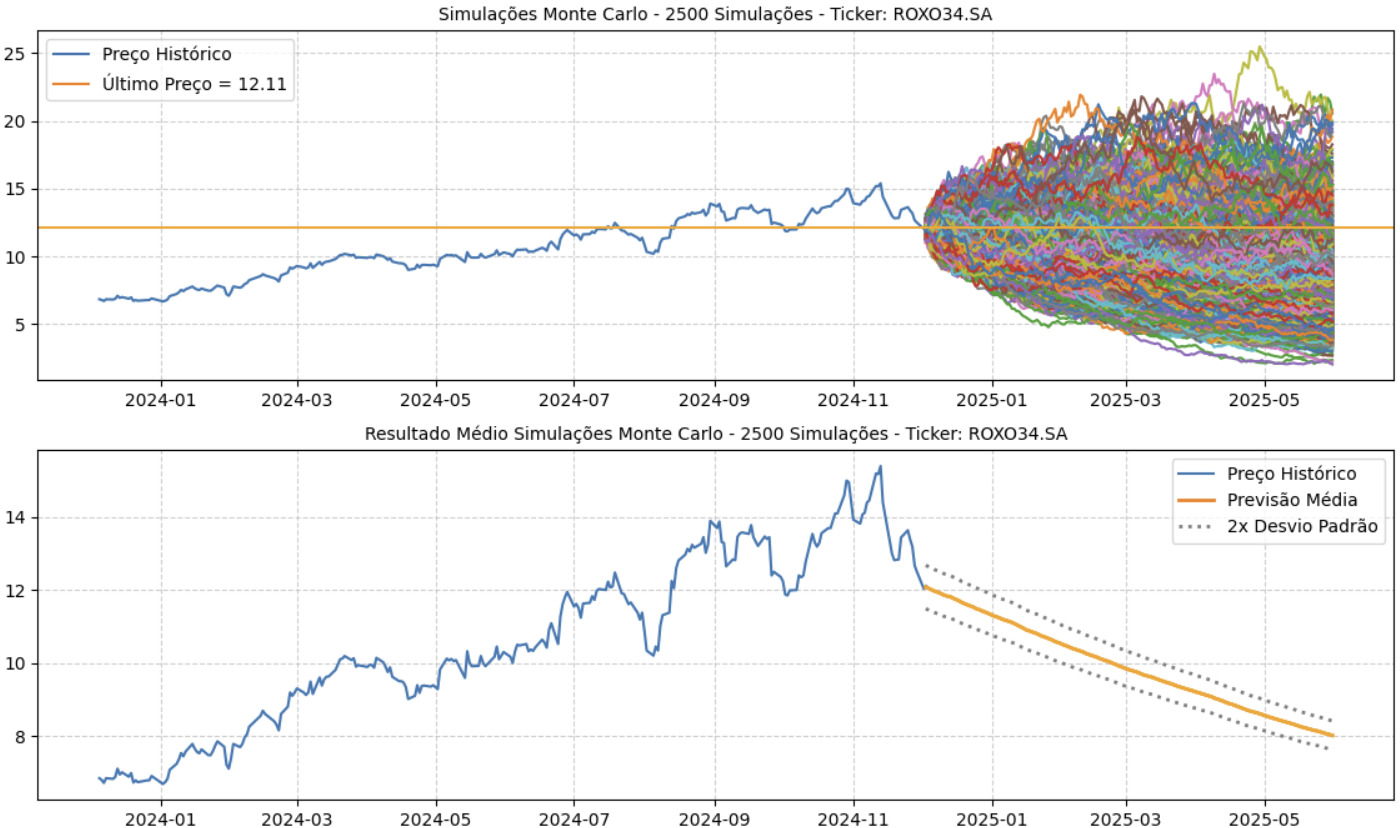 Simulações Monte Carlo - 2500 Simulações - Ticker: ROXO34.SA
Preço Histórico
Último Preço = 12.11
25
20
15
10
5
2024-01 2024-03 2024-05 2024-07 2024-09 2024-11 2025-01 2025-03 2025-05
Resultado Médio Simulações Monte Carlo - 2500 Simulações - Ticker: ROXO34.SA
Preço Histórico
Previsão Média
2x Desvio Padrão
14
12
10
8
2024-01 2024-03 2024-05 2024-07 2024-09 2024-11 2025-01 2025-03 2025-05